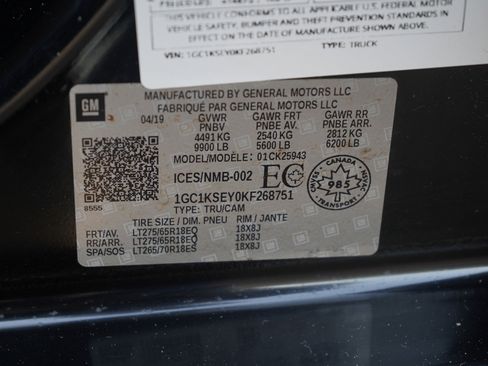 THIS VEHICLE CONFORMS TO ALL APPLICABLE U.S. FEDERAL MOTOR
VEHICLE SAFETY, BUMPER AND THEFT PREVENTION STANDARDS IN
EFFECT ON THE DATE OF MANUFACTURE SHOWN ABOVE.
VIN: 1GC1KSEY0KF268751 TYPE: TRUCK
GM
MANUFACTURED BY GENERAL MOTORS LLC
FABRIQUÉ PAR GENERAL MOTORS LLC
04/19 GVWR GAWR FRT GAWR RR
PNBV PNBE AV. PNBE ARR.
4491 KG 2540 KG 2812 KG
9900 LB 5600 LB 6200 LB
MODEL/MODÈLE: 01CK25943
ICES/NMB-002 EC
CANADA
985
1GC1KSEY0KF268751
TYPE: TRU/CAM
8555
TIRE SIZE / DIM. PNEU RIM / JANTE
FRT/AV. LT275/65R18EQ 18X8J
RR/ARR. LT275/65R18EQ 18X8J
SPA/SOS LT265/70R18ES 18X8J